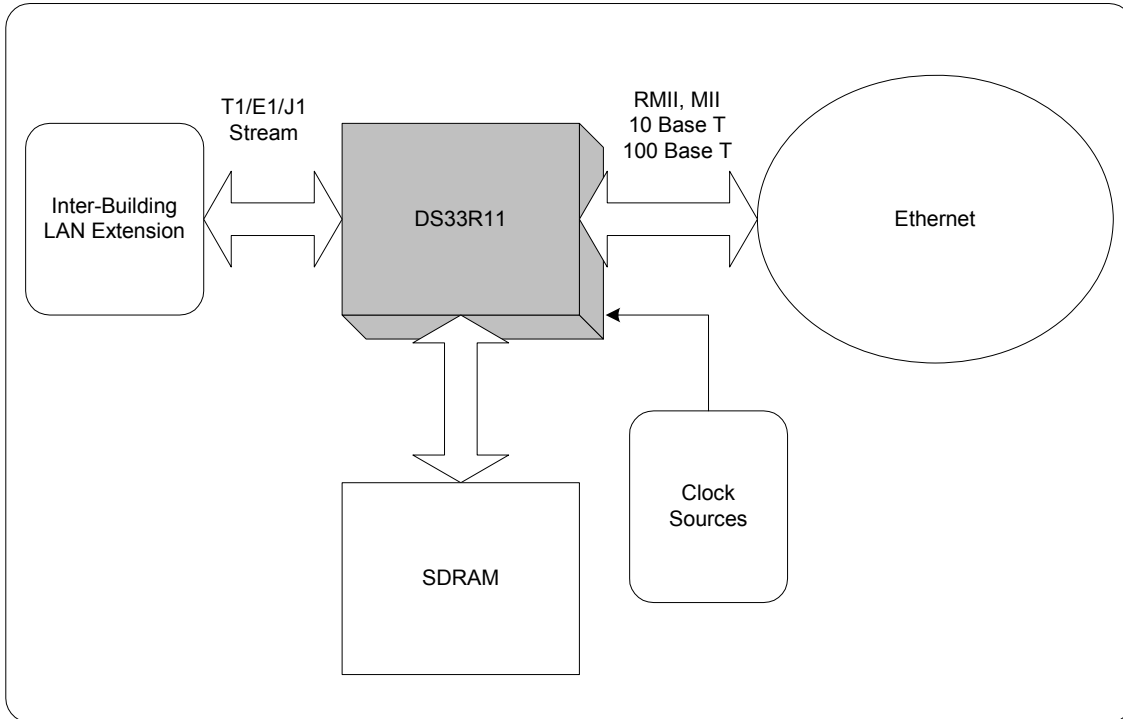 T1/E1/J1
Stream
RMII, MII
10 Base T
100 Base T
Inter-Building
LAN Extension
DS33R11
Ethernet
Clock
Sources
SDRAM